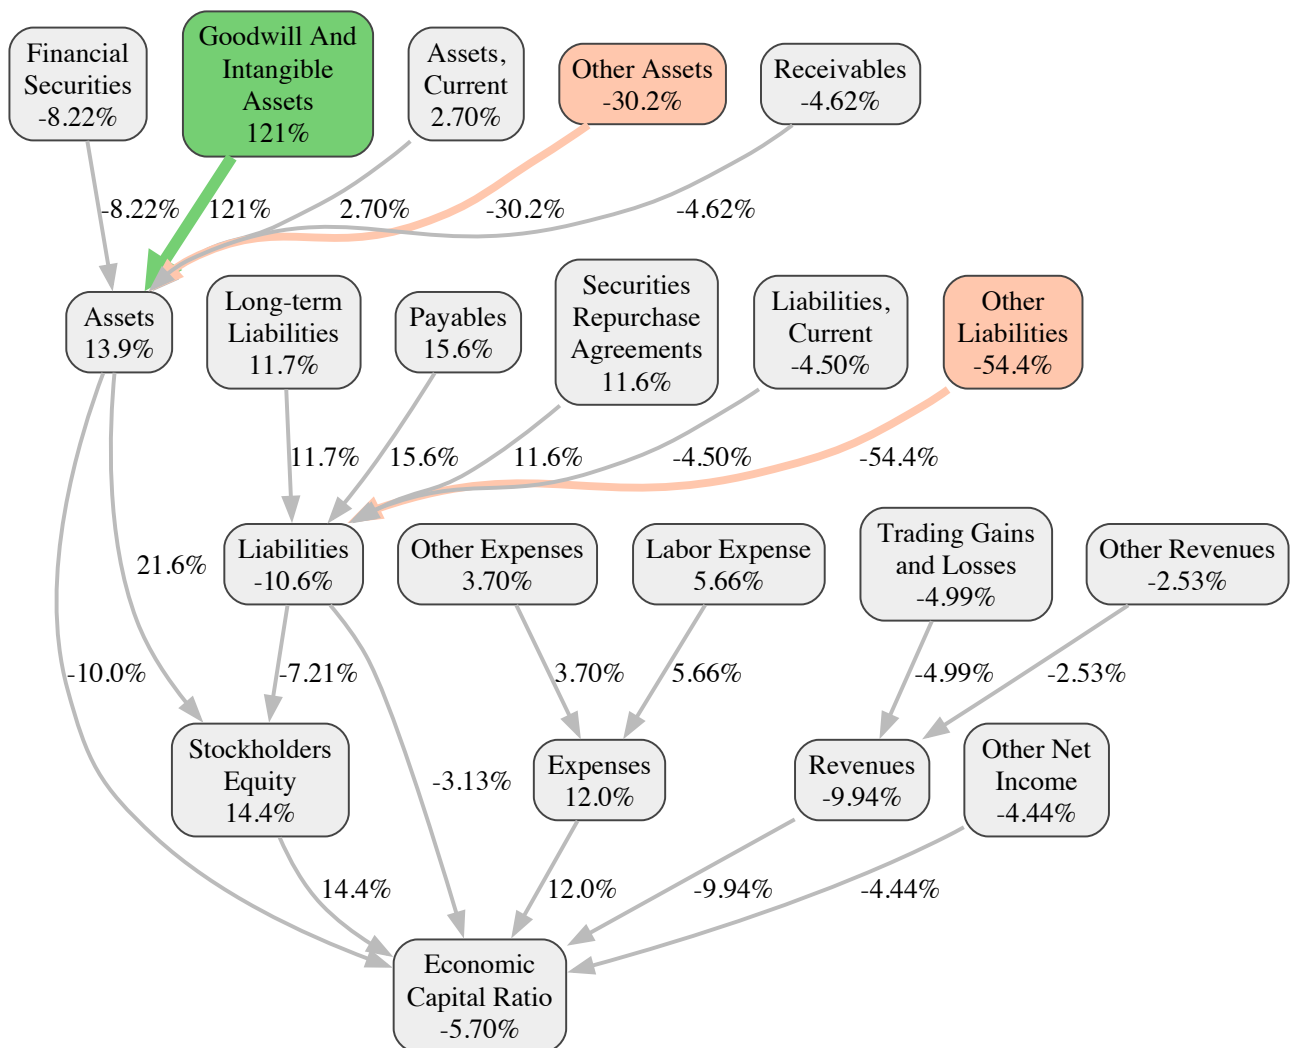 Financial
Securities
-8.22%
Goodwill And
Intangible
Assets
121%
Assets,
Current
2.70%
Other Assets
-30.2%
Receivables
-4.62%
-8.22%
121%
2.70%
-30.2%
-4.62%
Assets
13.9%
Long-term
Liabilities
11.7%
Payables
15.6%
Securities
Repurchase
Agreements
11.6%
Liabilities,
Current
-4.50%
Other
Liabilities
-54.4%
11.7%
15.6%
11.6%
-4.50%
-54.4%
21.6%
Liabilities
-10.6%
Other Expenses
3.70%
Labor Expense
5.66%
Trading Gains
and Losses
-4.99%
Other Revenues
-2.53%
-10.0%
-7.21%
3.70%
5.66%
-4.99%
-2.53%
Stockholders
Equity
14.4%
-3.13%
Expenses
12.0%
Revenues
-9.94%
Other Net
Income
-4.44%
14.4%
12.0%
-9.94%
-4.44%
Economic
Capital Ratio
-5.70%